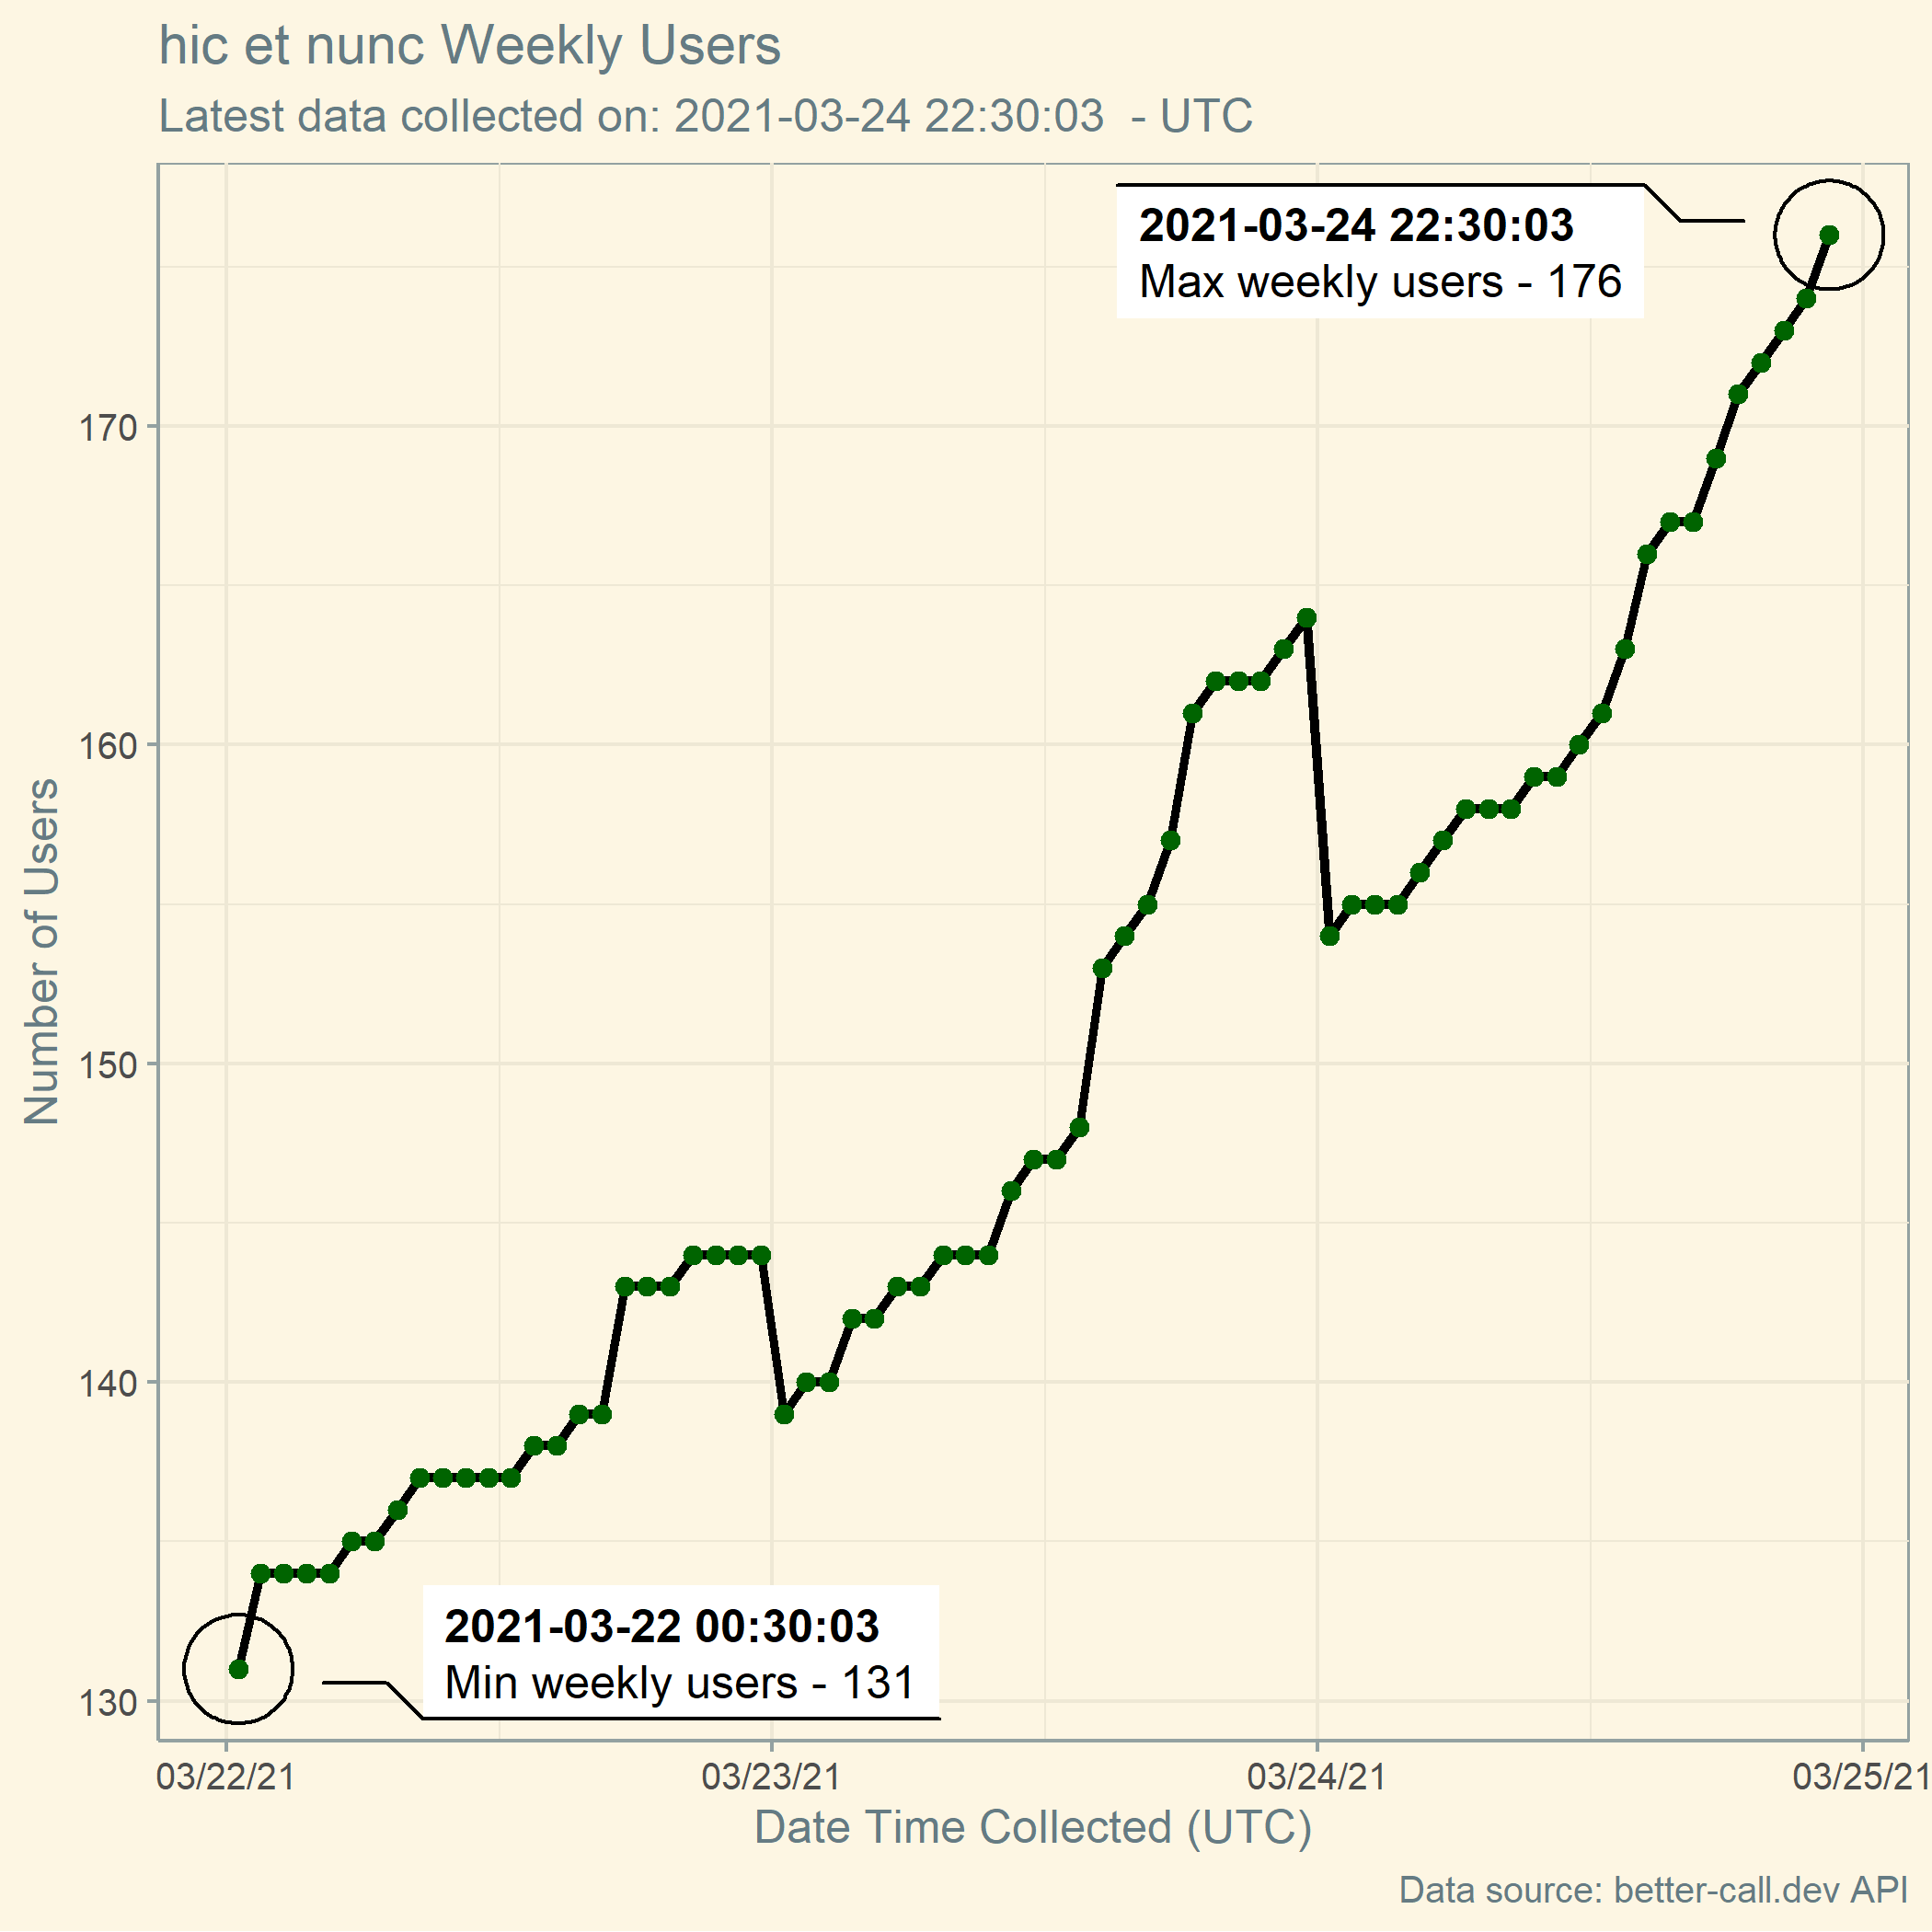 hic et nunc Weekly Users
Latest data collected on: 2021-03-24 22:30:03  - UTC
2021-03-24 22:30:03
Max weekly users - 176
170
160
150
140
130
Number of Users
2021-03-22 00:30:03
Min weekly users - 131
03/22/21
03/23/21
03/24/21
03/25/21
Date Time Collected (UTC)
Data source: better-call.dev API